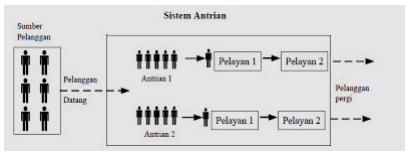 Sistem Antrian
Sumber
Pelanggan
Pelanggan
Datang
Antrian 1
Pelayan 1
Pelayan 2
Antrian 2
Pelayan 1
Pelayan 2
Pelanggan
pergi